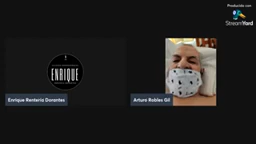 Producido con
StreamYard
ENRIQUE
Enrique Renteria Dorantes
Arturo Robles Gil